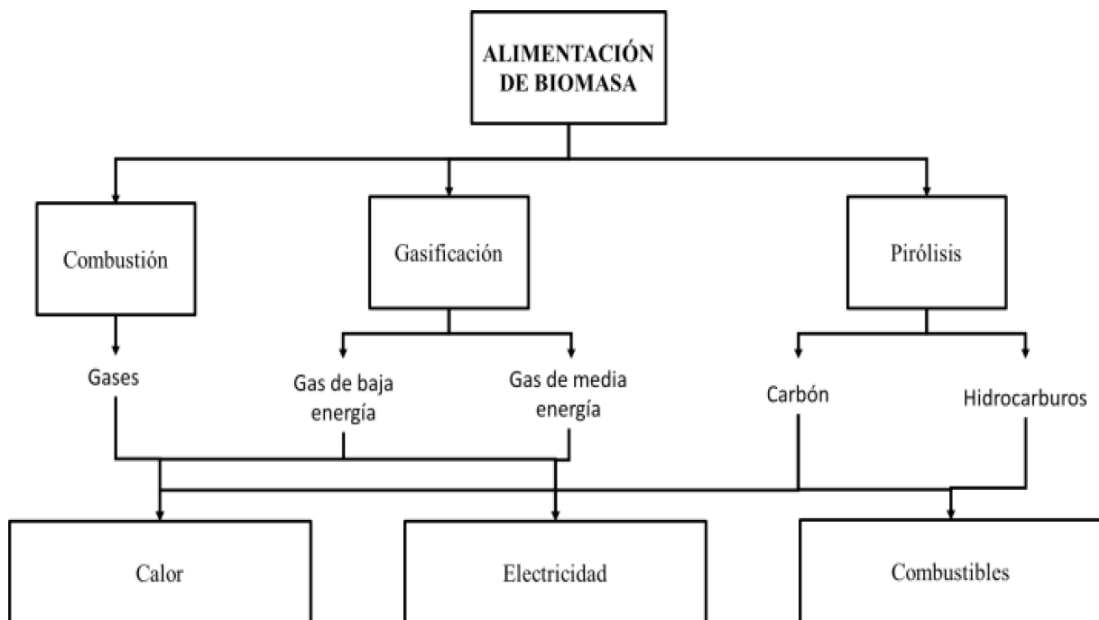 ALIMENTACIÓN
DE BIOMASA
Combustión
Gasificación
Pirólisis
Gases
Gas de baja
energía
Gas de media
energía
Carbón
Hidrocarburos
Calor
Electricidad
Combustibles